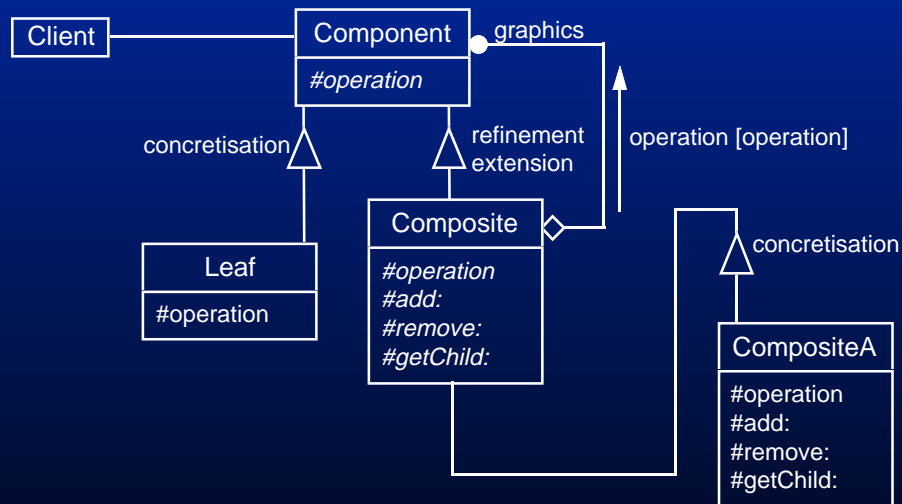 Client
Component
#operation
graphics
concretisation
refinement
extension
operation [operation]
Leaf
#operation
Composite
#operation
#add:
#remove:
#getChild:
concretisation
CompositeA
#operation
#add:
#remove:
#getChild: